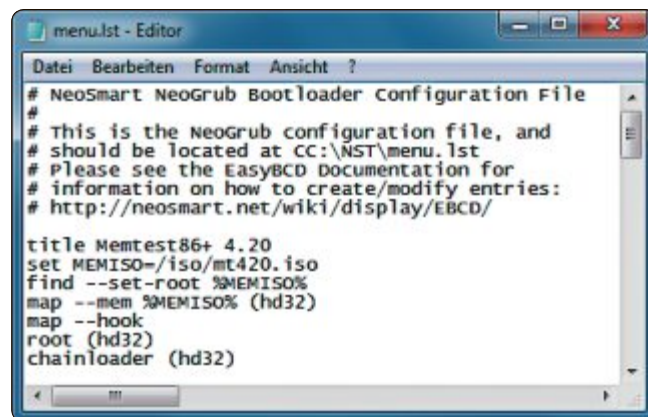 menu.lst - Editor
Datei Bearbeiten Format Ansicht ?
# NeoSmart NeoGrub Bootloader Configuration File
#
# This is the NeoGrub configuration file, and
# should be located at CC:\NST\menu.lst
# Please see the EasyBCD Documentation for
# information on how to create/modify entries:
# http://neosmart.net/wiki/display/EBCD/
title Memtest86+ 4.20
set MEMISO=/iso/mt420.iso
find --set-root %MEMISO%
map --mem %MEMISO% (hd32)
map --hook
root (hd32)
chainloader (hd32)